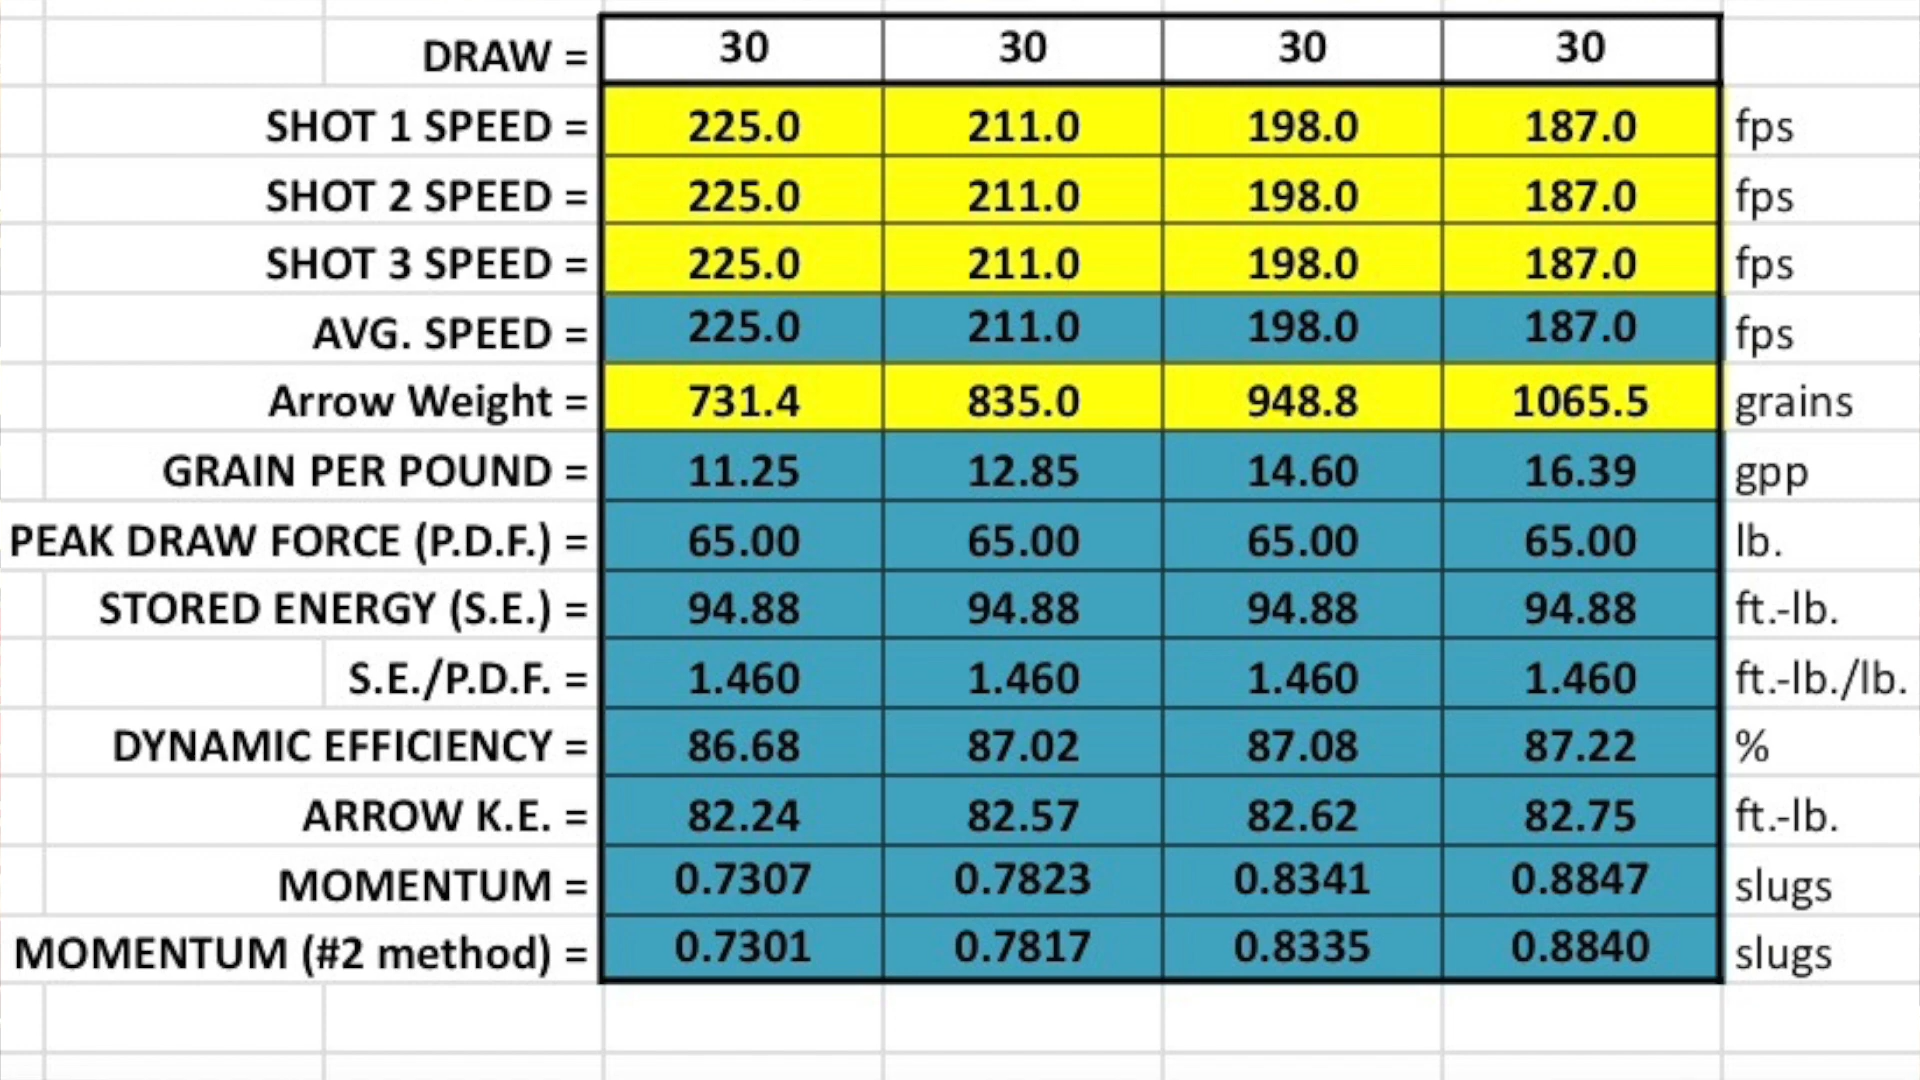 DRAW = 30 30 30 30
SHOT 1 SPEED = 225.0 211.0 198.0 187.0 fps
SHOT 2 SPEED = 225.0 211.0 198.0 187.0 fps
SHOT 3 SPEED = 225.0 211.0 198.0 187.0 fps
AVG. SPEED = 225.0 211.0 198.0 187.0 fps
Arrow Weight = 731.4 835.0 948.8 1065.5 grains
GRAIN PER POUND = 11.25 12.85 14.60 16.39 gpp
PEAK DRAW FORCE (P.D.F.) = 65.00 65.00 65.00 65.00 lb.
STORED ENERGY (S.E.) = 94.88 94.88 94.88 94.88 ft.-lb.
S.E./P.D.F. = 1.460 1.460 1.460 1.460 ft.-lb./lb.
DYNAMIC EFFICIENCY = 86.68 87.02 87.08 87.22 %
ARROW K.E. = 82.24 82.57 82.62 82.75 ft.-lb.
MOMENTUM = 0.7307 0.7823 0.8341 0.8847 slugs
MOMENTUM (#2 method) = 0.7301 0.7817 0.8335 0.8840 slugs